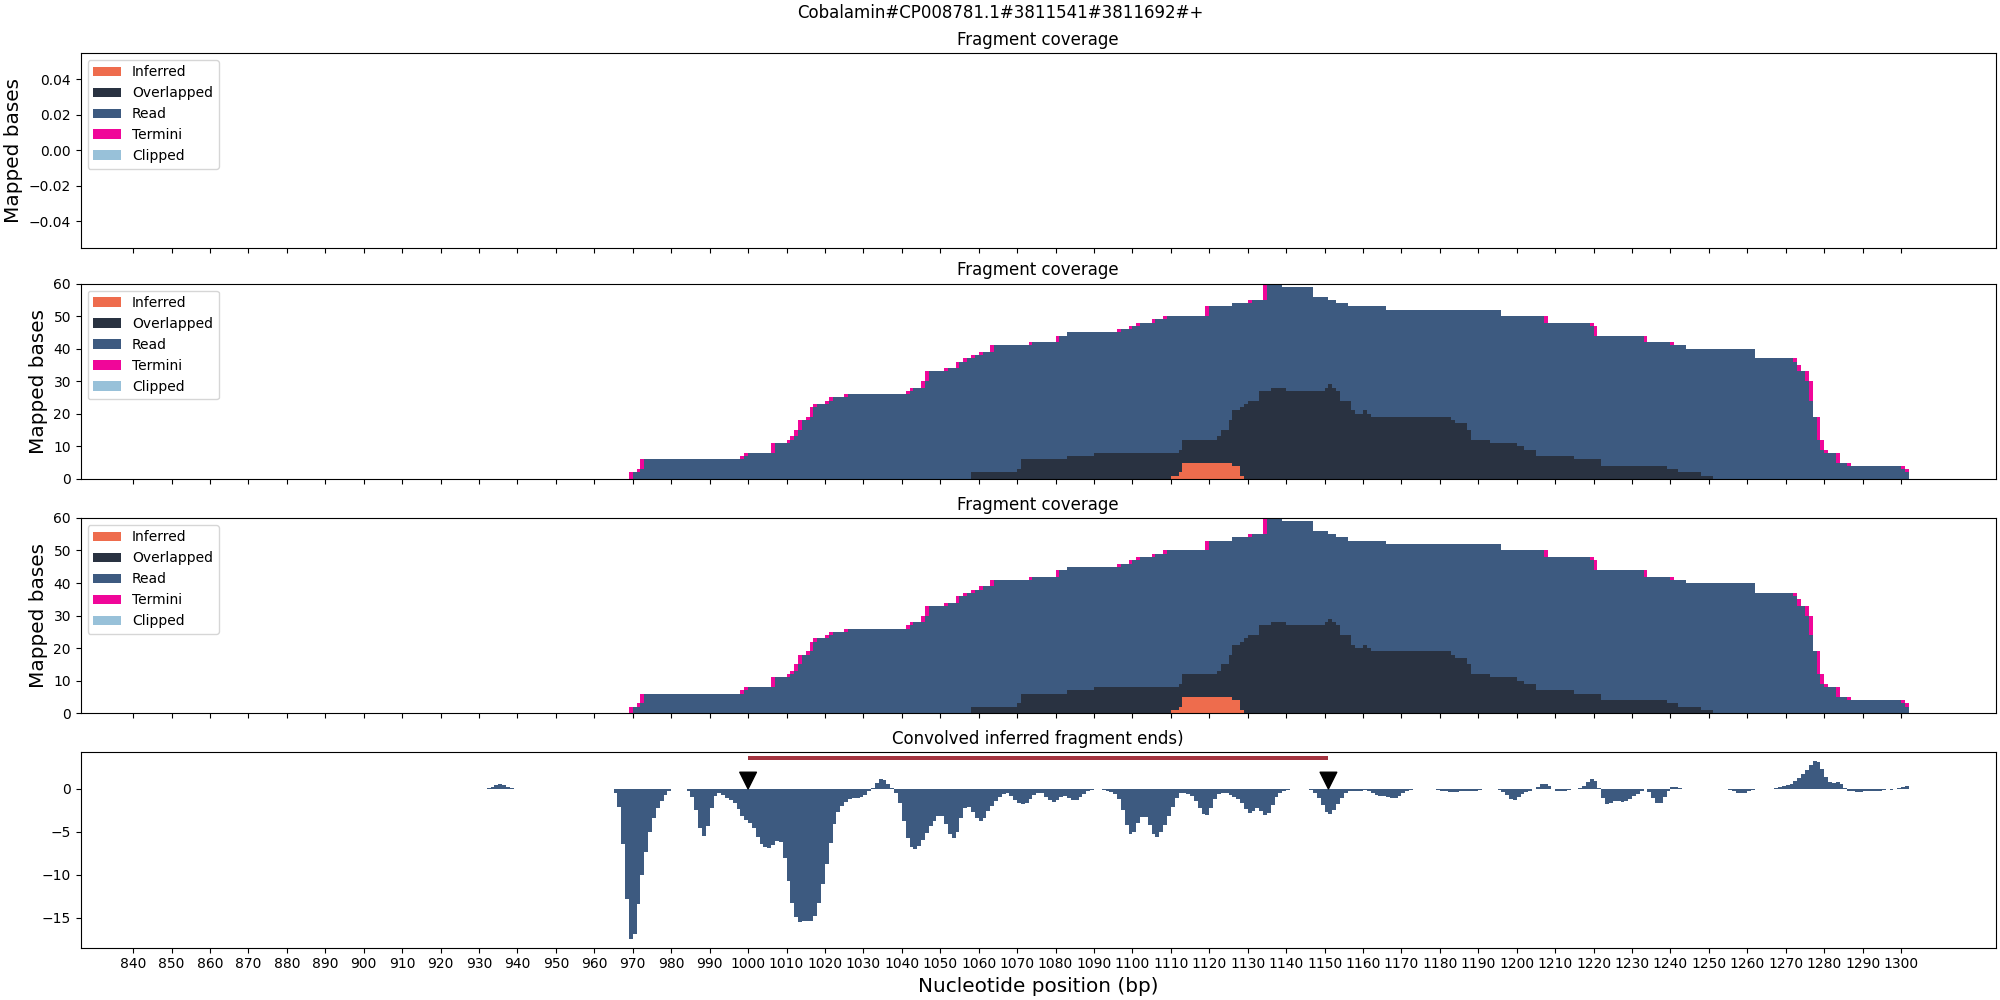 Cobalamin#CP008781.1#3811541#3811692#+
Fragment coverage
Mapped bases
0.04
0.02
0.00
−0.02
−0.04
Inferred
Overlapped
Read
Termini
Clipped
Fragment coverage
Mapped bases
60
50
40
30
20
10
0
Inferred
Overlapped
Read
Termini
Clipped
Fragment coverage
Mapped bases
60
50
40
30
20
10
0
Inferred
Overlapped
Read
Termini
Clipped
Convolved inferred fragment ends)
0
−5
−10
−15
840 850 860 870 880 890 900 910 920 930 940 950 960 970 980 990 1000 1010 1020 1030 1040 1050 1060 1070 1080 1090 1100 1110 1120 1130 1140 1150 1160 1170 1180 1190 1200 1210 1220 1230 1240 1250 1260 1270 1280 1290 1300
Nucleotide position (bp)